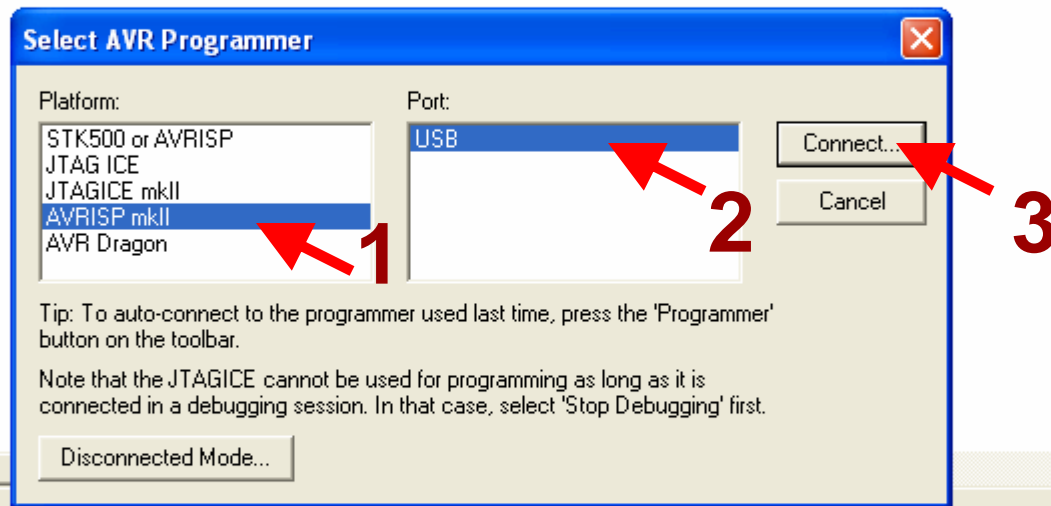 Select AVR Programmer
Platform:
Port:
STK500 or AVRISP
JTAG ICE
JTAGICE mkII
AVRISP mkII
AVR Dragon
USB
Connect...
Cancel
1
2
3
Tip: To auto-connect to the programmer used last time, press the 'Programmer'
button on the toolbar.
Note that the JTAGICE cannot be used for programming as long as it is
connected in a debugging session. In that case, select 'Stop Debugging' first.
Disconnected Mode...